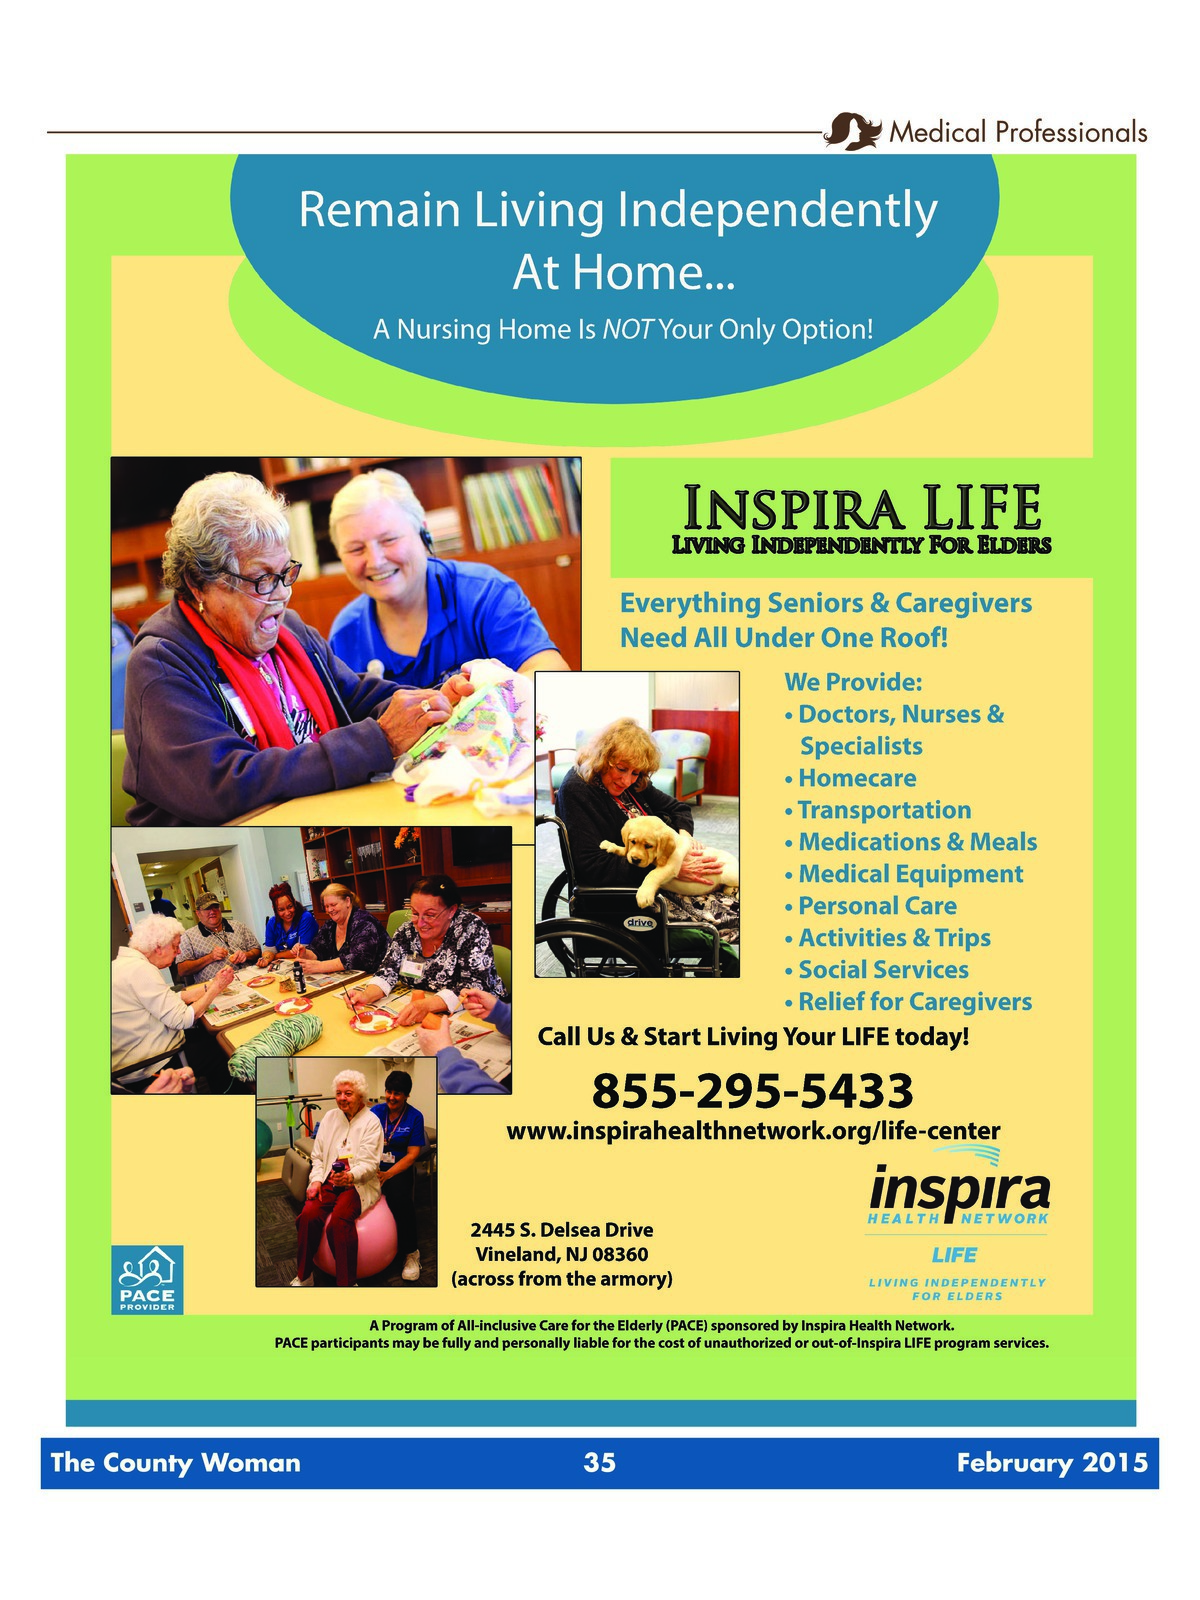 Medical Professionals
Remain Living Independently
At Home...
A Nursing Home Is NOT Your Only Option!
INSPIRA LIFE
LIVING INDEPENDENTLY FOR ELDERS
Everything Seniors & Caregivers
Need All Under One Roof!
We Provide:
• Doctors, Nurses &
Specialists
• Homecare
• Transportation
• Medications & Meals
• Medical Equipment
• Personal Care
• Activities & Trips
• Social Services
• Relief for Caregivers
drive
Call Us & Start Living Your LIFE today!
855-295-5433
www.inspirahealthnetwork.org/life-center
inspira
HEALTH NETWORK
LIFE
LIVING INDEPENDENTLY
FOR ELDERS
2445 S. Delsea Drive
Vineland, NJ 08360
(across from the armory)
PACE
PROVIDER
A Program of All-inclusive Care for the Elderly (PACE) sponsored by Inspira Health Network.
PACE participants may be fully and personally liable for the cost of unauthorized or out-of-Inspira LIFE program services.
The County Woman 35 February 2015